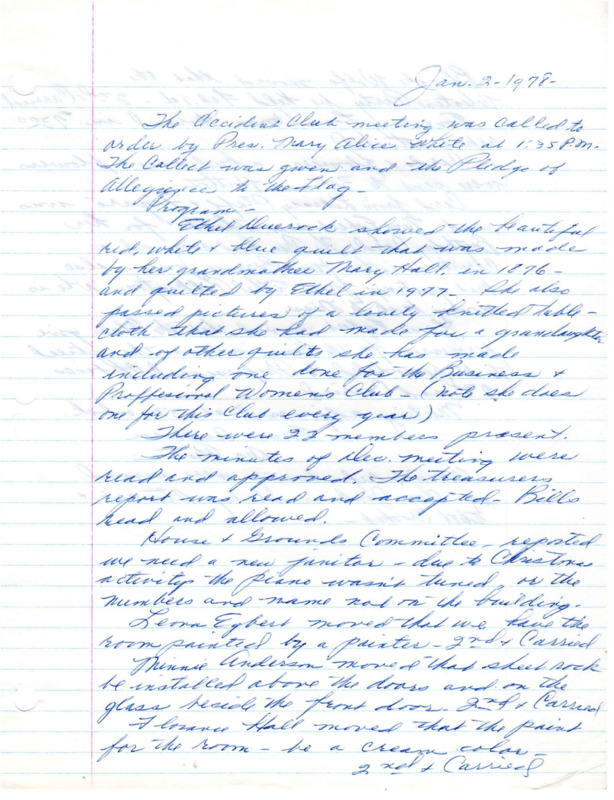 Jan. 2 - 1978 -
The Occident Club meeting was called to
order by Pres. Mary Alice White at 1:35 P.M.
The Collect was given and the Pledge of
Allegience to the Flag -
Program -
Ethel showed the beautiful
red, white & blue quilt that was made
by her grandmother Mary Hall, in 1876 -
and quilted by Ethel in 1977 - She also
passed pictures of a lovely knitted table-
cloth that she had made for a grandaughter
and of other quilts she has made
including one done for the Business &
Proffesional Women's Club - (note she does
one for this Club every year)
There were 22 members present.
The minutes of Dec. meeting were
read and approved. The treasurers
report was read and accepted - Bills
read and allowed.
House & Grounds Committee - reported
we need a new janitor - due to Christmas
activity the piano wasn't tuned, or the
numbers and name not on the building.
Leona Egbert moved that we have the
room painted by a painter - 2nd & Carried
Minnie Anderson moved that sheet rock
be installed above the doors and on the
glass beside the front door. 2nd & Carried
Florance Hall moved that the paint
for the room - be a cream color -
2nd & Carried